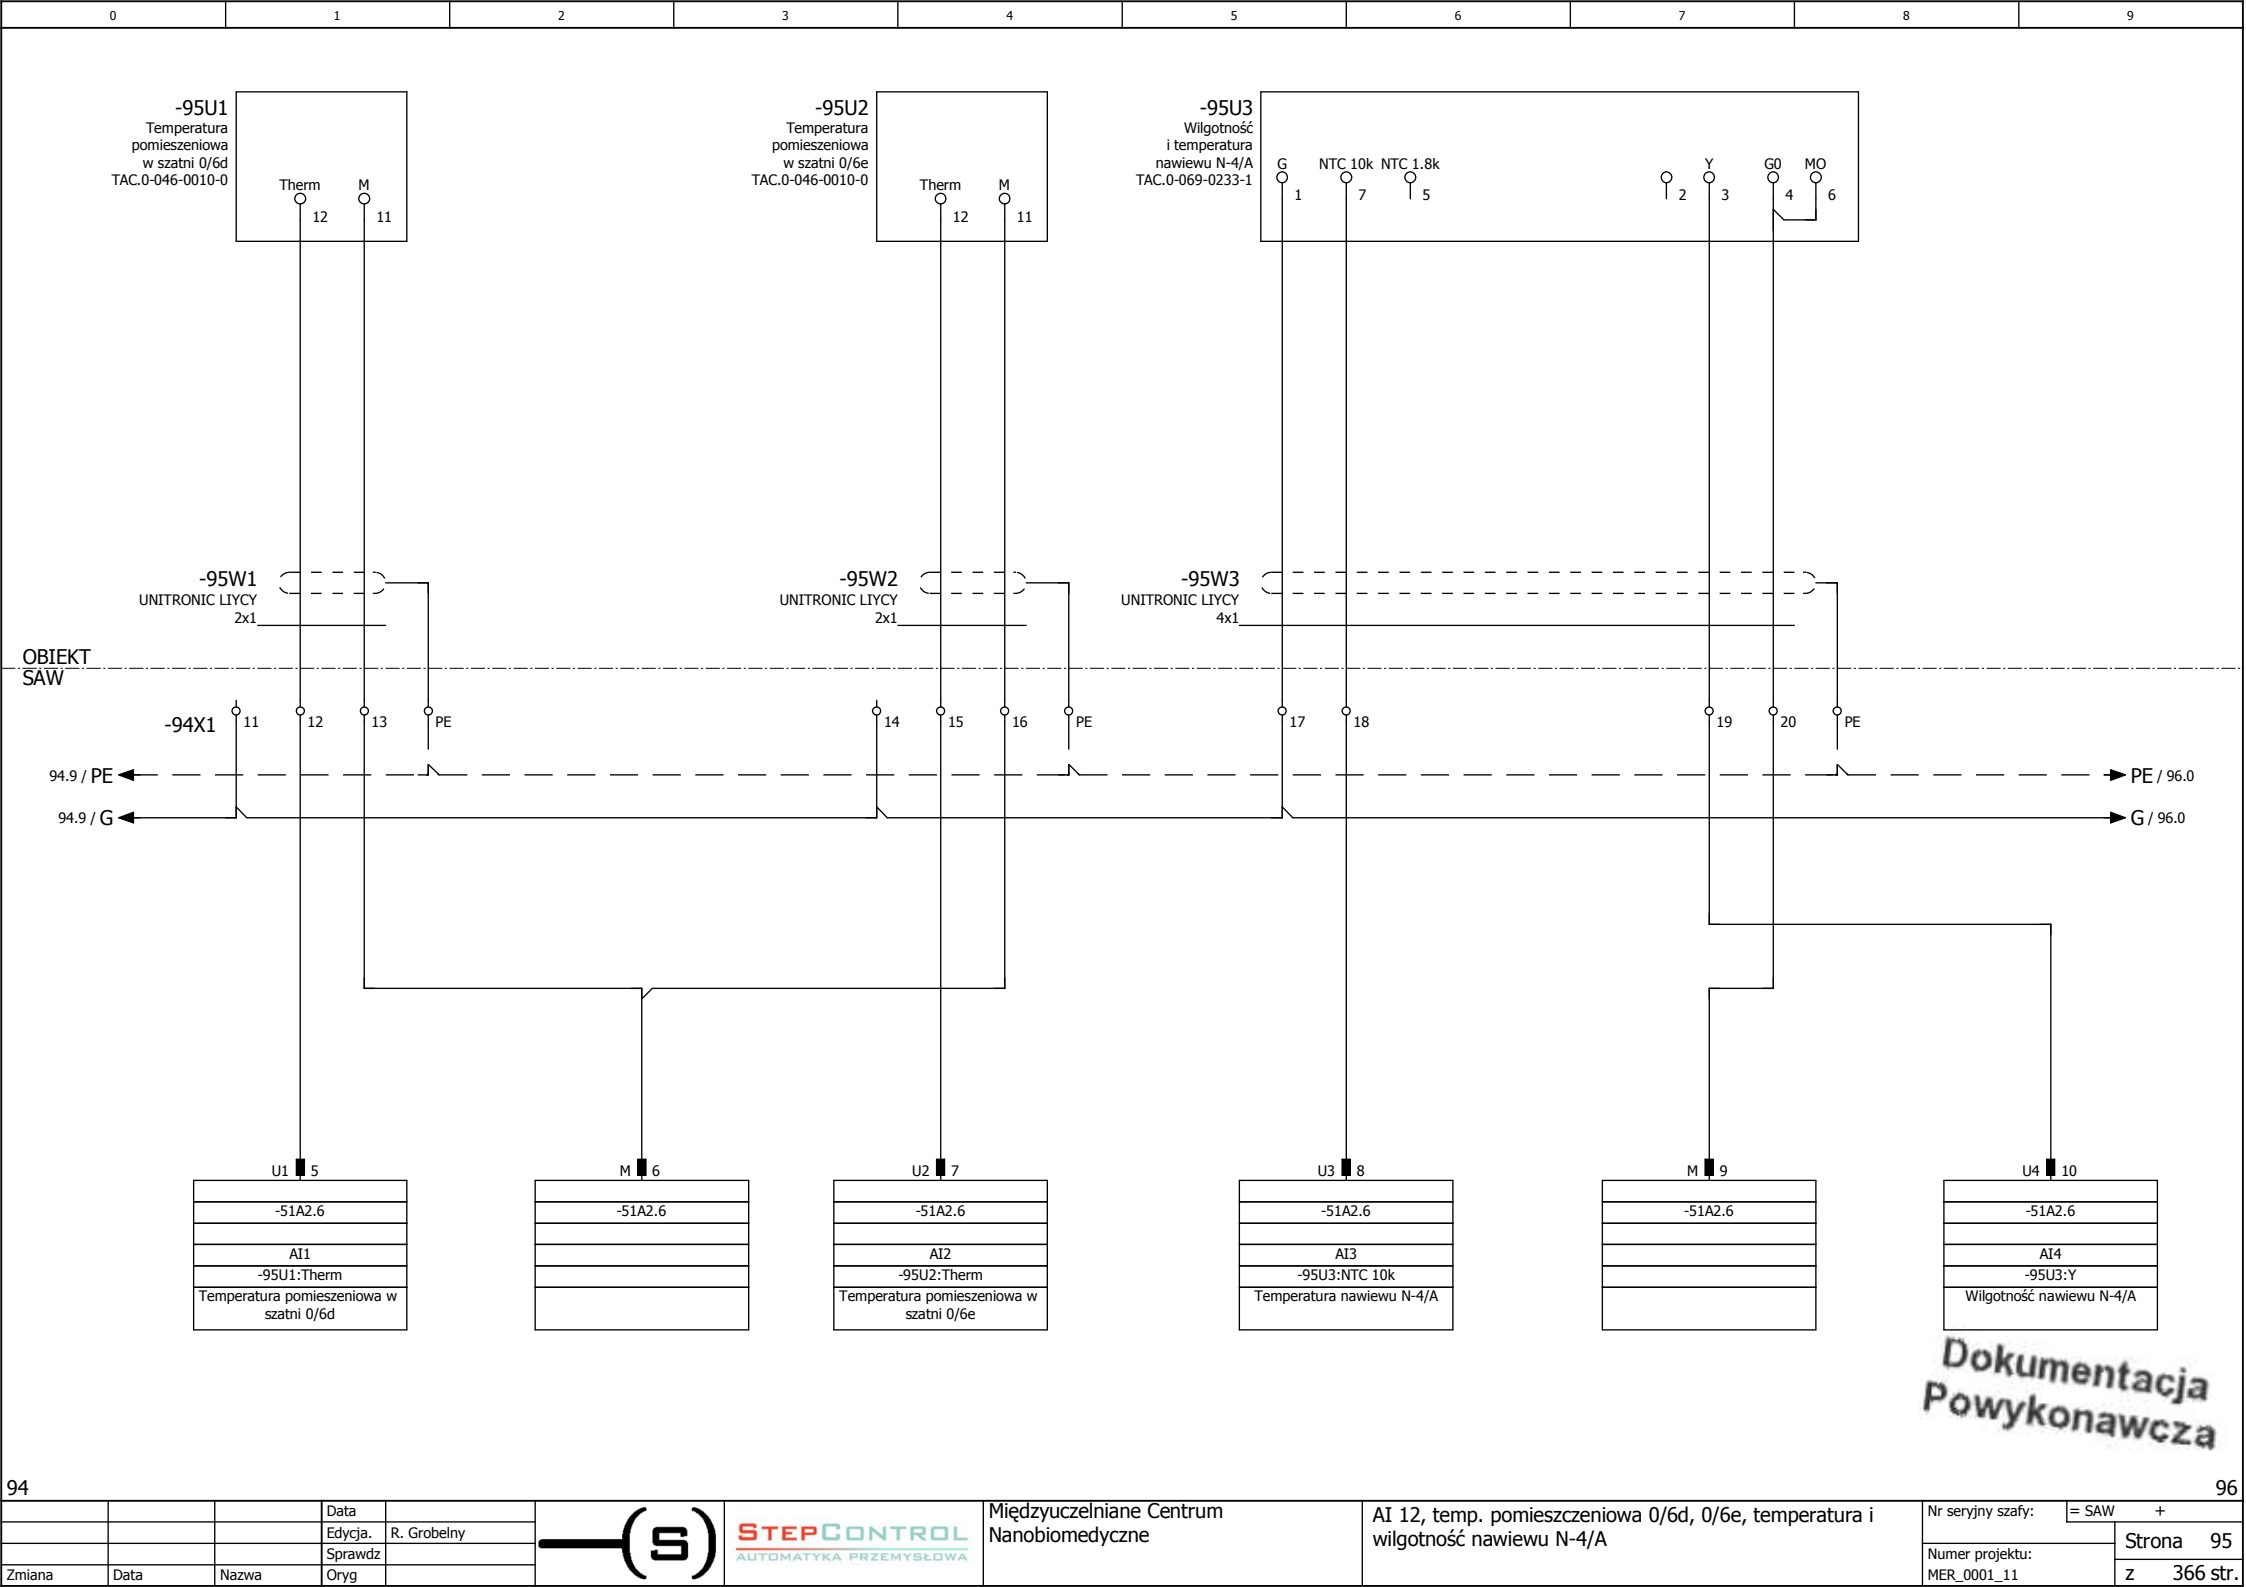 0 1 2 3 4 5 6 7 8 9
-95U1
Temperatura
pomieszeniowa
w szatni 0/6d
TAC.0-046-0010-0
Therm M
12 11
-95U2
Temperatura
pomieszeniowa
w szatni 0/6e
TAC.0-046-0010-0
Therm M
12 11
-95U3
Wilgotność
i temperatura
nawiewu N-4/A
TAC.0-069-0233-1
G NTC 10k NTC 1.8k Y G0 MO
1 7 5 2 3 4 6
-95W1
UNITRONIC LIYCY
2x1
-95W2
UNITRONIC LIYCY
2x1
-95W3
UNITRONIC LIYCY
4x1
OBIEKT
SAW
-94X1 11 12 13 PE 14 15 16 PE 17 18 19 20 PE
94.9 / PE PE / 96.0
94.9 / G G / 96.0
U1 5 M 6 U2 7 U3 8 M 9 U4 10
-51A2.6 -51A2.6 -51A2.6 -51A2.6 -51A2.6 -51A2.6
AI1 AI2 AI3 AI4
-95U1:Therm -95U2:Therm -95U3:NTC 10k -95U3:Y
Temperatura pomieszeniowa w
szatni 0/6d
Temperatura pomieszeniowa w
szatni 0/6e
Temperatura nawiewu N-4/A
Wilgotność nawiewu N-4/A
Dokumentacja
Powykonawcza
94 96
Data
Edycja. R. Grobelny
Sprawdz
Zmiana Data Nazwa Oryg
(S)
STEPCONTROL
AUTOMATYKA PRZEMYSŁOWA
Międzyuczelniane Centrum
Nanobiomedyczne
AI 12, temp. pomieszczeniowa 0/6d, 0/6e, temperatura i
wilgotność nawiewu N-4/A
Nr seryjny szafy: = SAW +
Strona 95
Numer projektu:
MER_0001_11
z 366 str.